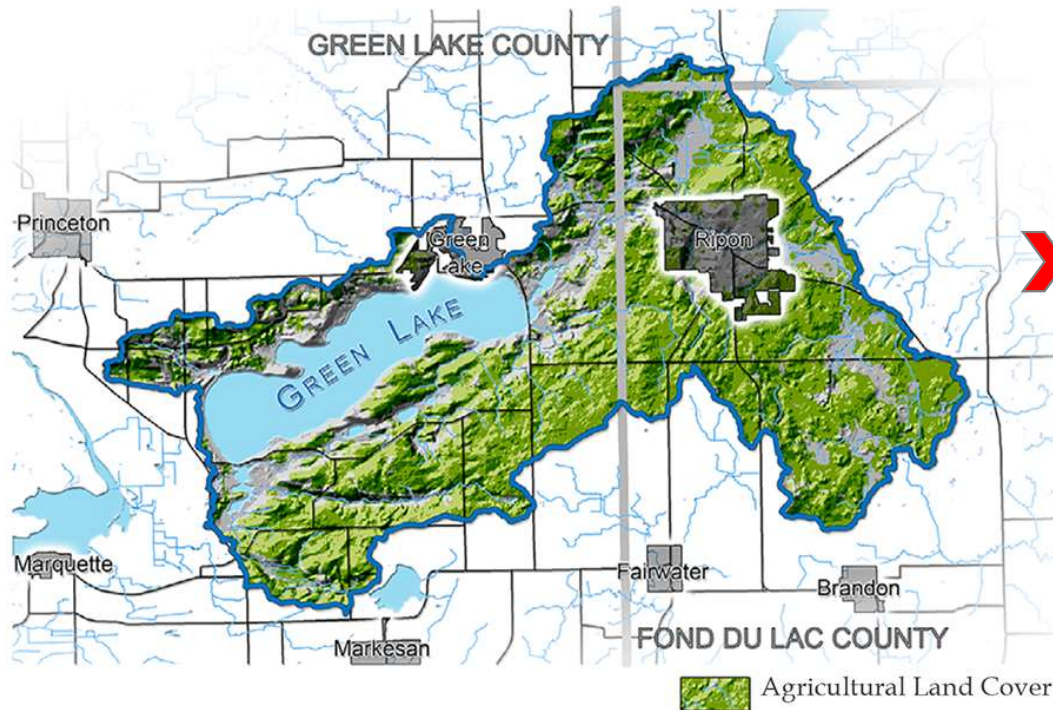 GREEN LAKE COUNTY
Princeton
Green
Lake
Ripon
GREEN LAKE
Marquette
Fairwater
Brandon
Markesan
FOND DU LAC COUNTY
Agricultural Land Cover